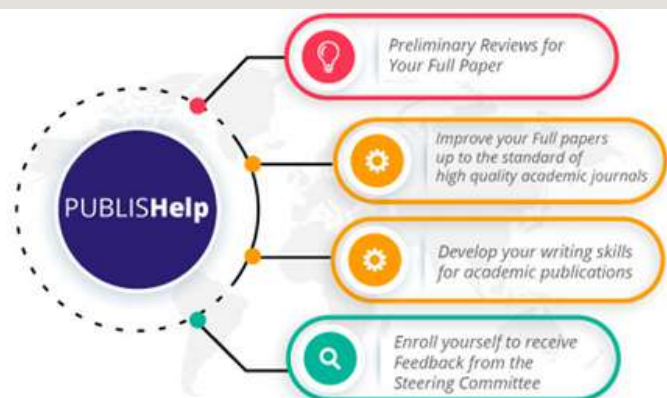 PUBLISHelp
Preliminary Reviews for
Your Full Paper
Improve your Full papers
up to the standard of
high quality academic journals
Develop your writing skills
for academic publications
Enroll yourself to receive
Feedback from the
Steering Committee